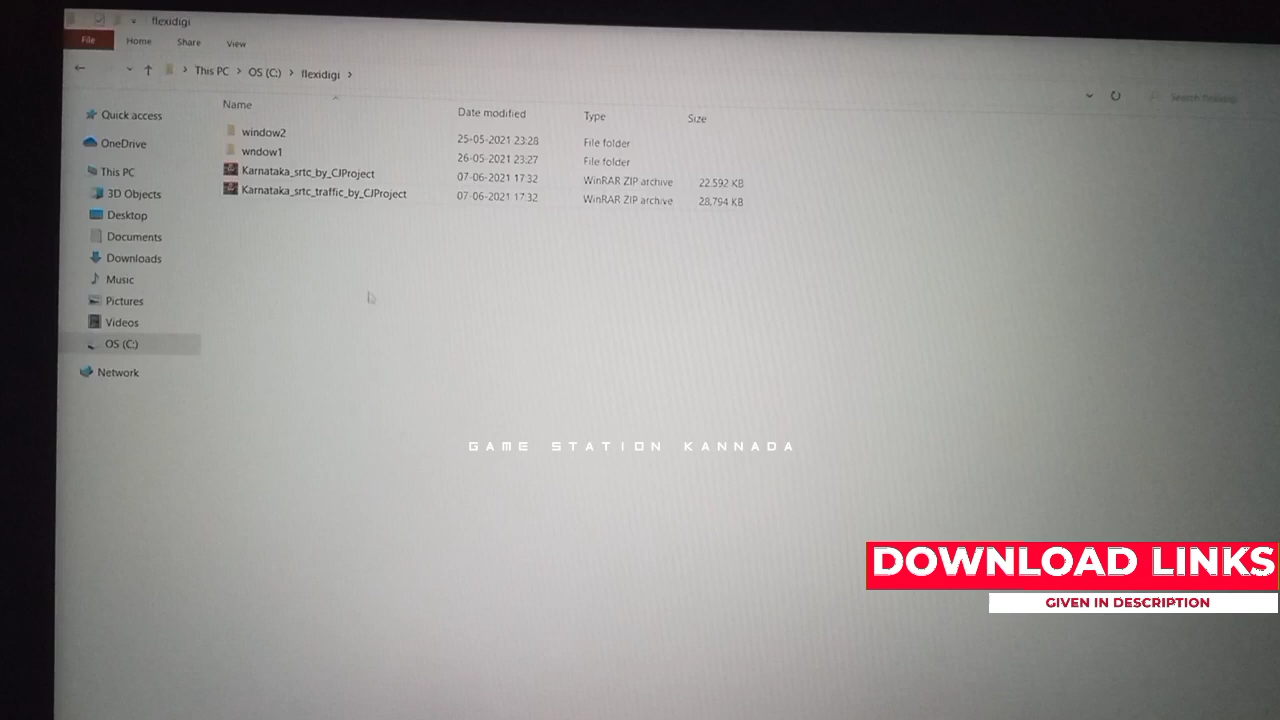 flexidigi
File Home Share View
This PC > OS (C:) > flexidigi >
Search flexidigi
Name Date modified Type Size
Quick access
OneDrive
This PC
3D Objects
Desktop
Documents
Downloads
Music
Pictures
Videos
OS (C:)
Network
window2 25-05-2021 23:28 File folder
wndow1 26-05-2021 23:27 File folder
Karnataka_srtc_by_CJProject 07-06-2021 17:32 WinRAR ZIP archive 22,592 KB
Karnataka_srtc_traffic_by_CJProject 07-06-2021 17:32 WinRAR ZIP archive 28,794 KB
GAME STATION KANNADA
DOWNLOAD LINKS
GIVEN IN DESCRIPTION